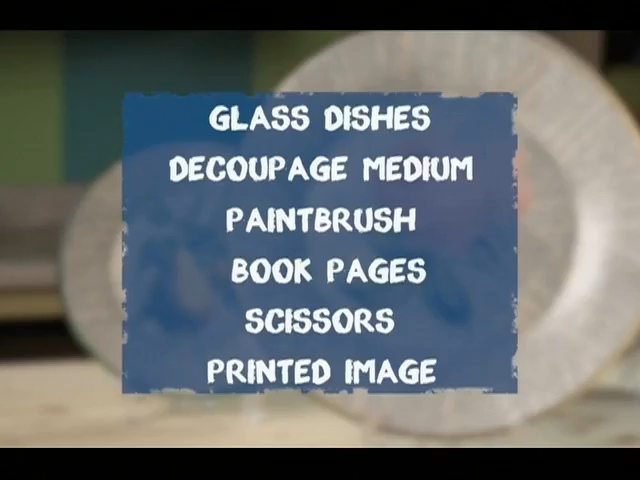 GLASS DISHES
DECOUPAGE MEDIUM
PAINTBRUSH
BOOK PAGES
SCISSORS
PRINTED IMAGE